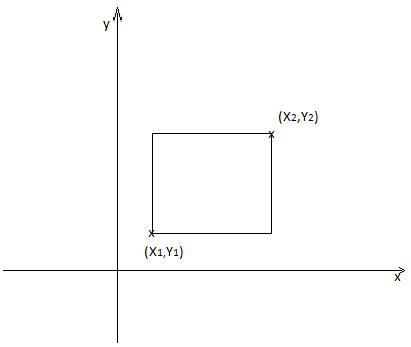 y
(X2,Y2)
(X1,Y1)
x